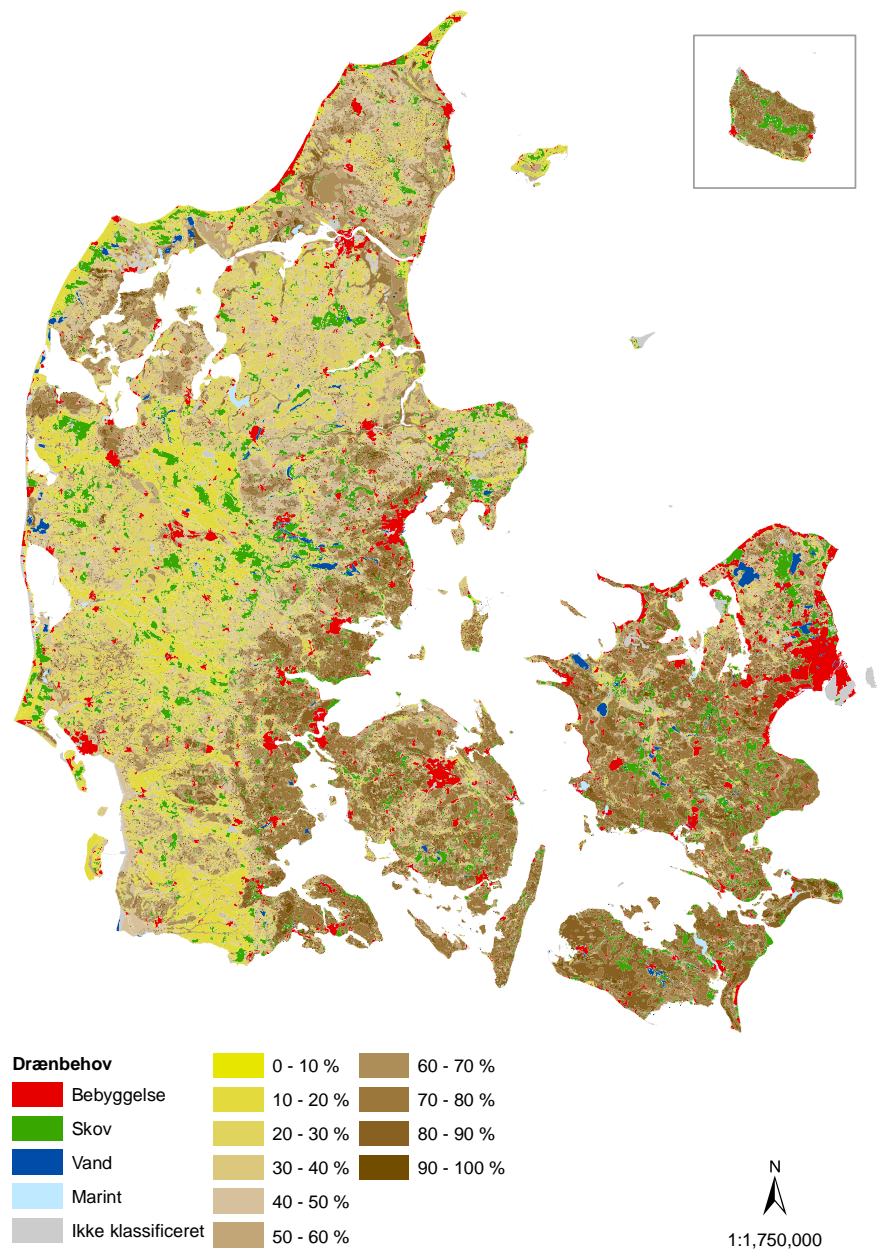 Drænbehov
Bebyggelse
Skov
Vand
Marint
Ikke klassificeret
0 - 10 %
10 - 20 %
20 - 30 %
30 - 40 %
40 - 50 %
50 - 60 %
60 - 70 %
70 - 80 %
80 - 90 %
90 - 100 %
N
1:1,750,000